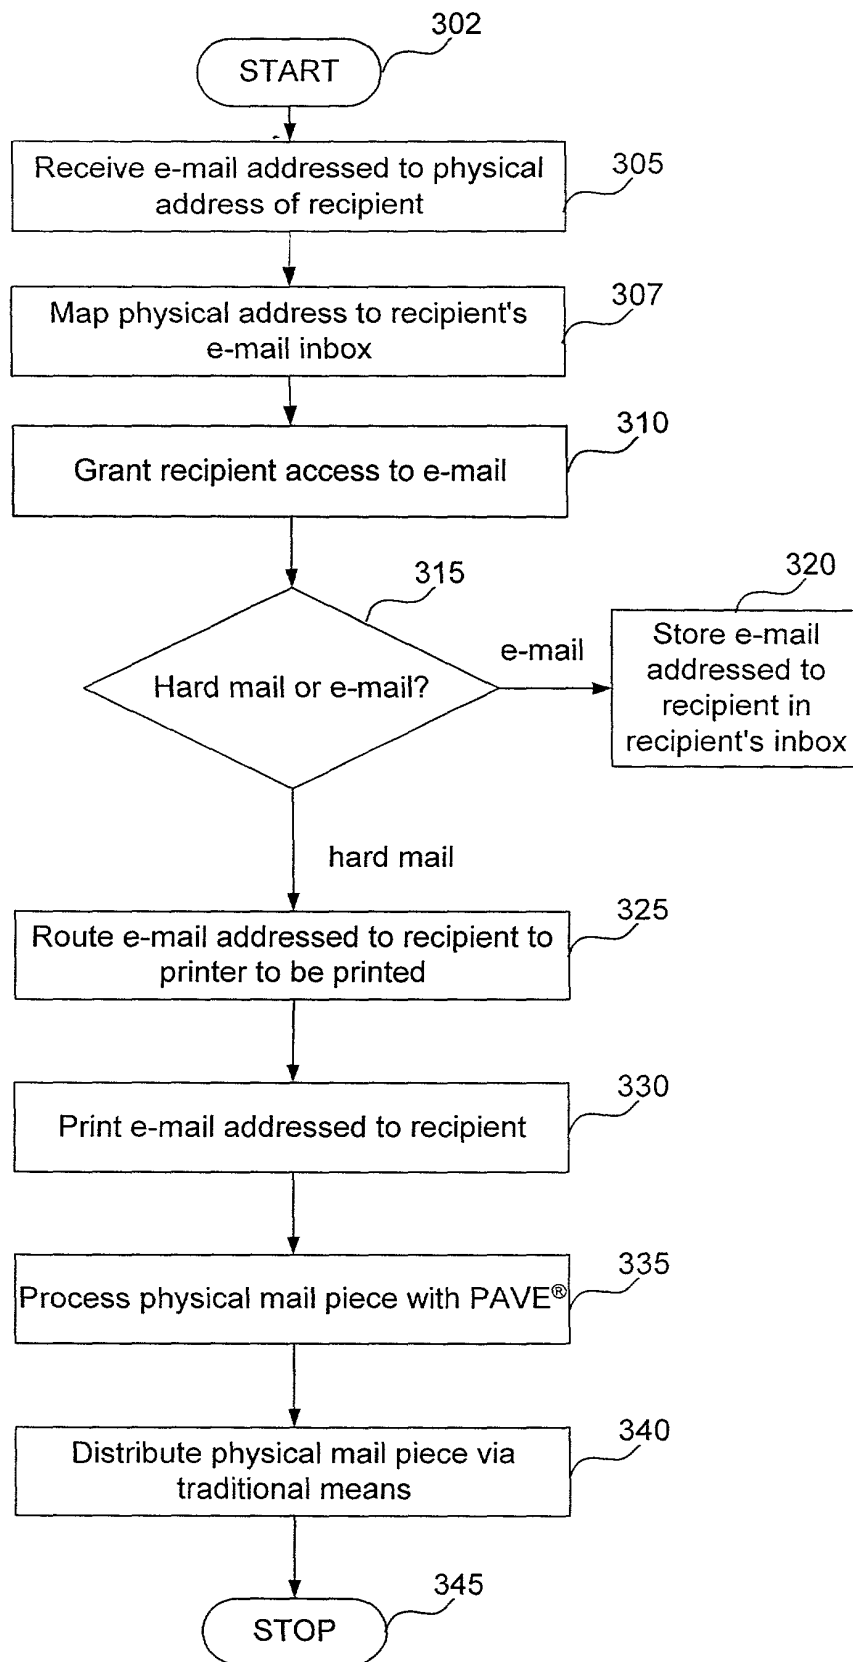 302
START
Receive e-mail addressed to physical
address of recipient
305
Map physical address to recipient's
e-mail inbox
307
Grant recipient access to e-mail
310
315
Hard mail or e-mail?
e-mail
320
Store e-mail
addressed to
recipient in
recipient's inbox
hard mail
Route e-mail addressed to recipient to
printer to be printed
325
Print e-mail addressed to recipient
330
Process physical mail piece with PAVE®
335
Distribute physical mail piece via
traditional means
340
STOP
345